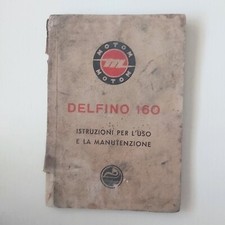 MOTOM
m
MOTOM
DELFINO 160
ISTRUZIONI PER L'USO
E LA MANUTENZIONE